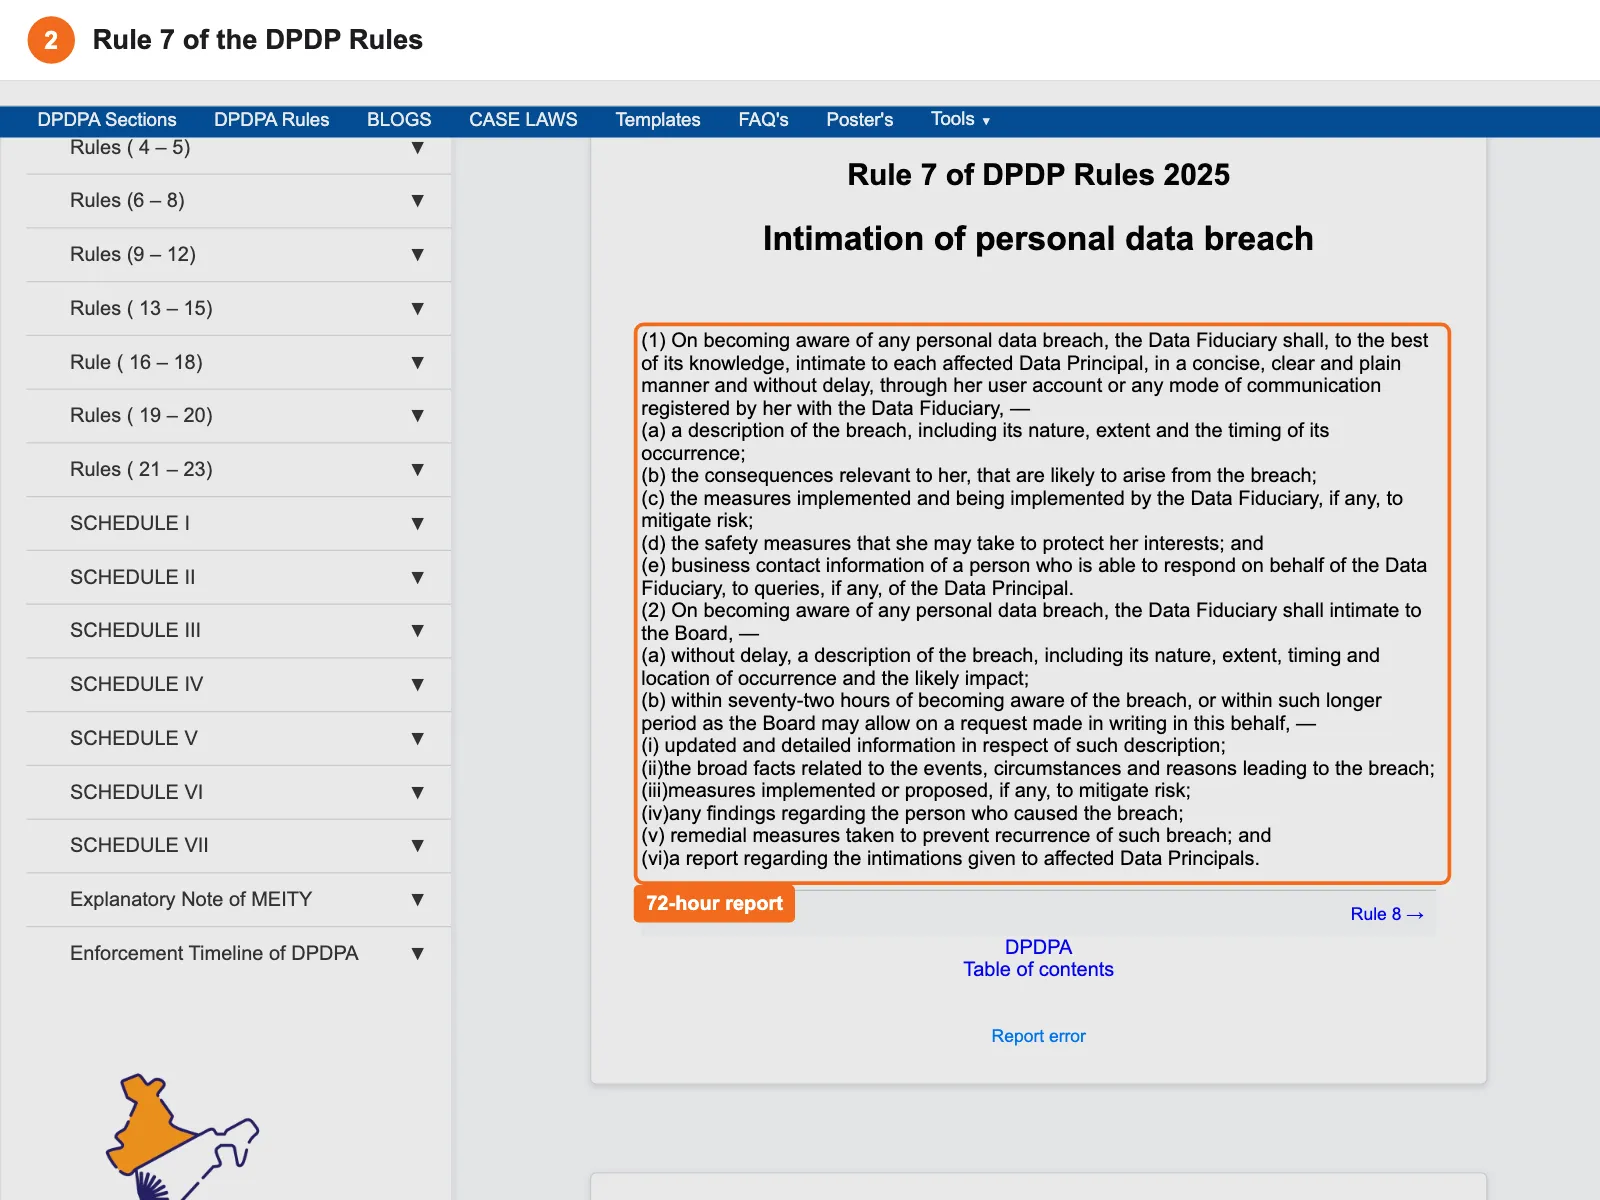 2 Rule 7 of the DPDP Rules
DPDPA Sections DPDPA Rules BLOGS CASE LAWS Templates FAQ's Poster's Tools ▼
Rules ( 4 – 5) ▼
Rules (6 – 8) ▼
Rules (9 – 12) ▼
Rules ( 13 – 15) ▼
Rule ( 16 – 18) ▼
Rules ( 19 – 20) ▼
Rules ( 21 – 23) ▼
SCHEDULE I ▼
SCHEDULE II ▼
SCHEDULE III ▼
SCHEDULE IV ▼
SCHEDULE V ▼
SCHEDULE VI ▼
SCHEDULE VII ▼
Explanatory Note of MEITY ▼
Enforcement Timeline of DPDPA ▼
Rule 7 of DPDP Rules 2025
Intimation of personal data breach
(1) On becoming aware of any personal data breach, the Data Fiduciary shall, to the best
of its knowledge, intimate to each affected Data Principal, in a concise, clear and plain
manner and without delay, through her user account or any mode of communication
registered by her with the Data Fiduciary, —
(a) a description of the breach, including its nature, extent and the timing of its
occurrence;
(b) the consequences relevant to her, that are likely to arise from the breach;
(c) the measures implemented and being implemented by the Data Fiduciary, if any, to
mitigate risk;
(d) the safety measures that she may take to protect her interests; and
(e) business contact information of a person who is able to respond on behalf of the Data
Fiduciary, to queries, if any, of the Data Principal.
(2) On becoming aware of any personal data breach, the Data Fiduciary shall intimate to
the Board, —
(a) without delay, a description of the breach, including its nature, extent, timing and
location of occurrence and the likely impact;
(b) within seventy-two hours of becoming aware of the breach, or within such longer
period as the Board may allow on a request made in writing in this behalf, —
(i) updated and detailed information in respect of such description;
(ii)the broad facts related to the events, circumstances and reasons leading to the breach;
(iii)measures implemented or proposed, if any, to mitigate risk;
(iv)any findings regarding the person who caused the breach;
(v) remedial measures taken to prevent recurrence of such breach; and
(vi)a report regarding the intimations given to affected Data Principals.
72-hour report
Rule 8 →
DPDPA
Table of contents
Report error